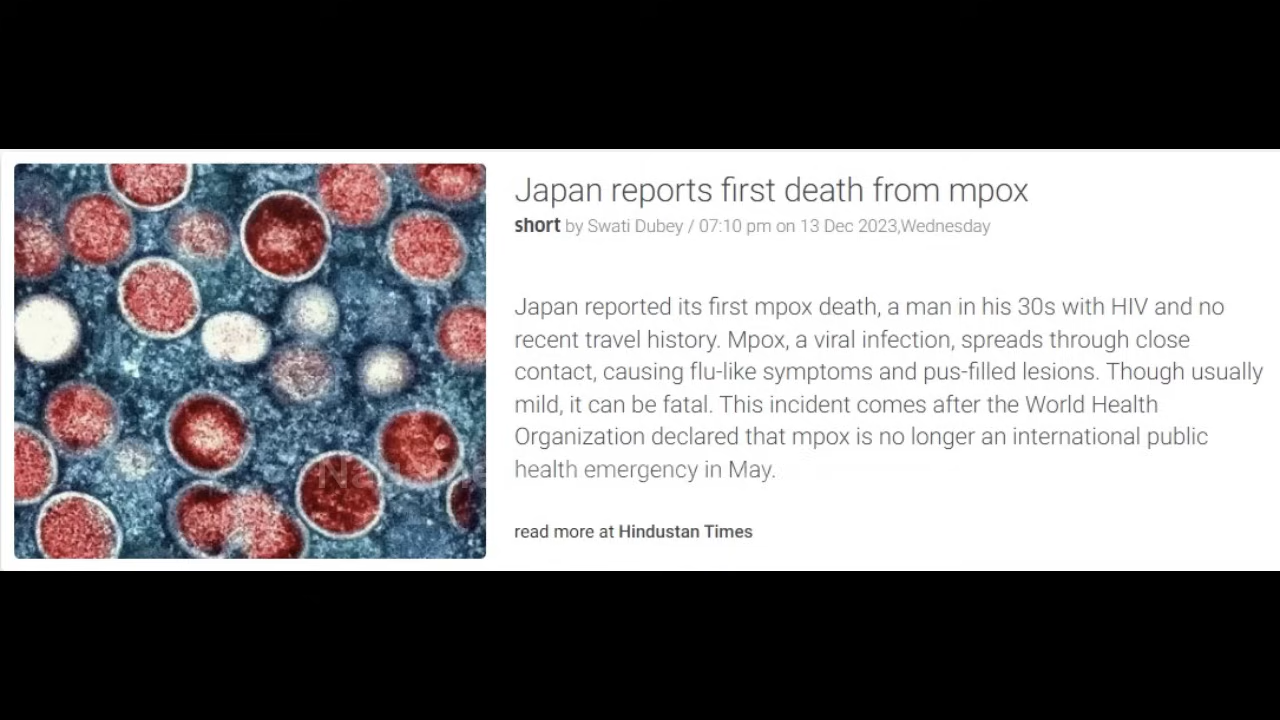 Japan reports first death from mpox
short by Swati Dubey / 07:10 pm on 13 Dec 2023,Wednesday
Japan reported its first mpox death, a man in his 30s with HIV and no
recent travel history. Mpox, a viral infection, spreads through close
contact, causing flu-like symptoms and pus-filled lesions. Though usually
mild, it can be fatal. This incident comes after the World Health
Organization declared that mpox is no longer an international public
health emergency in May.
read more at Hindustan Times